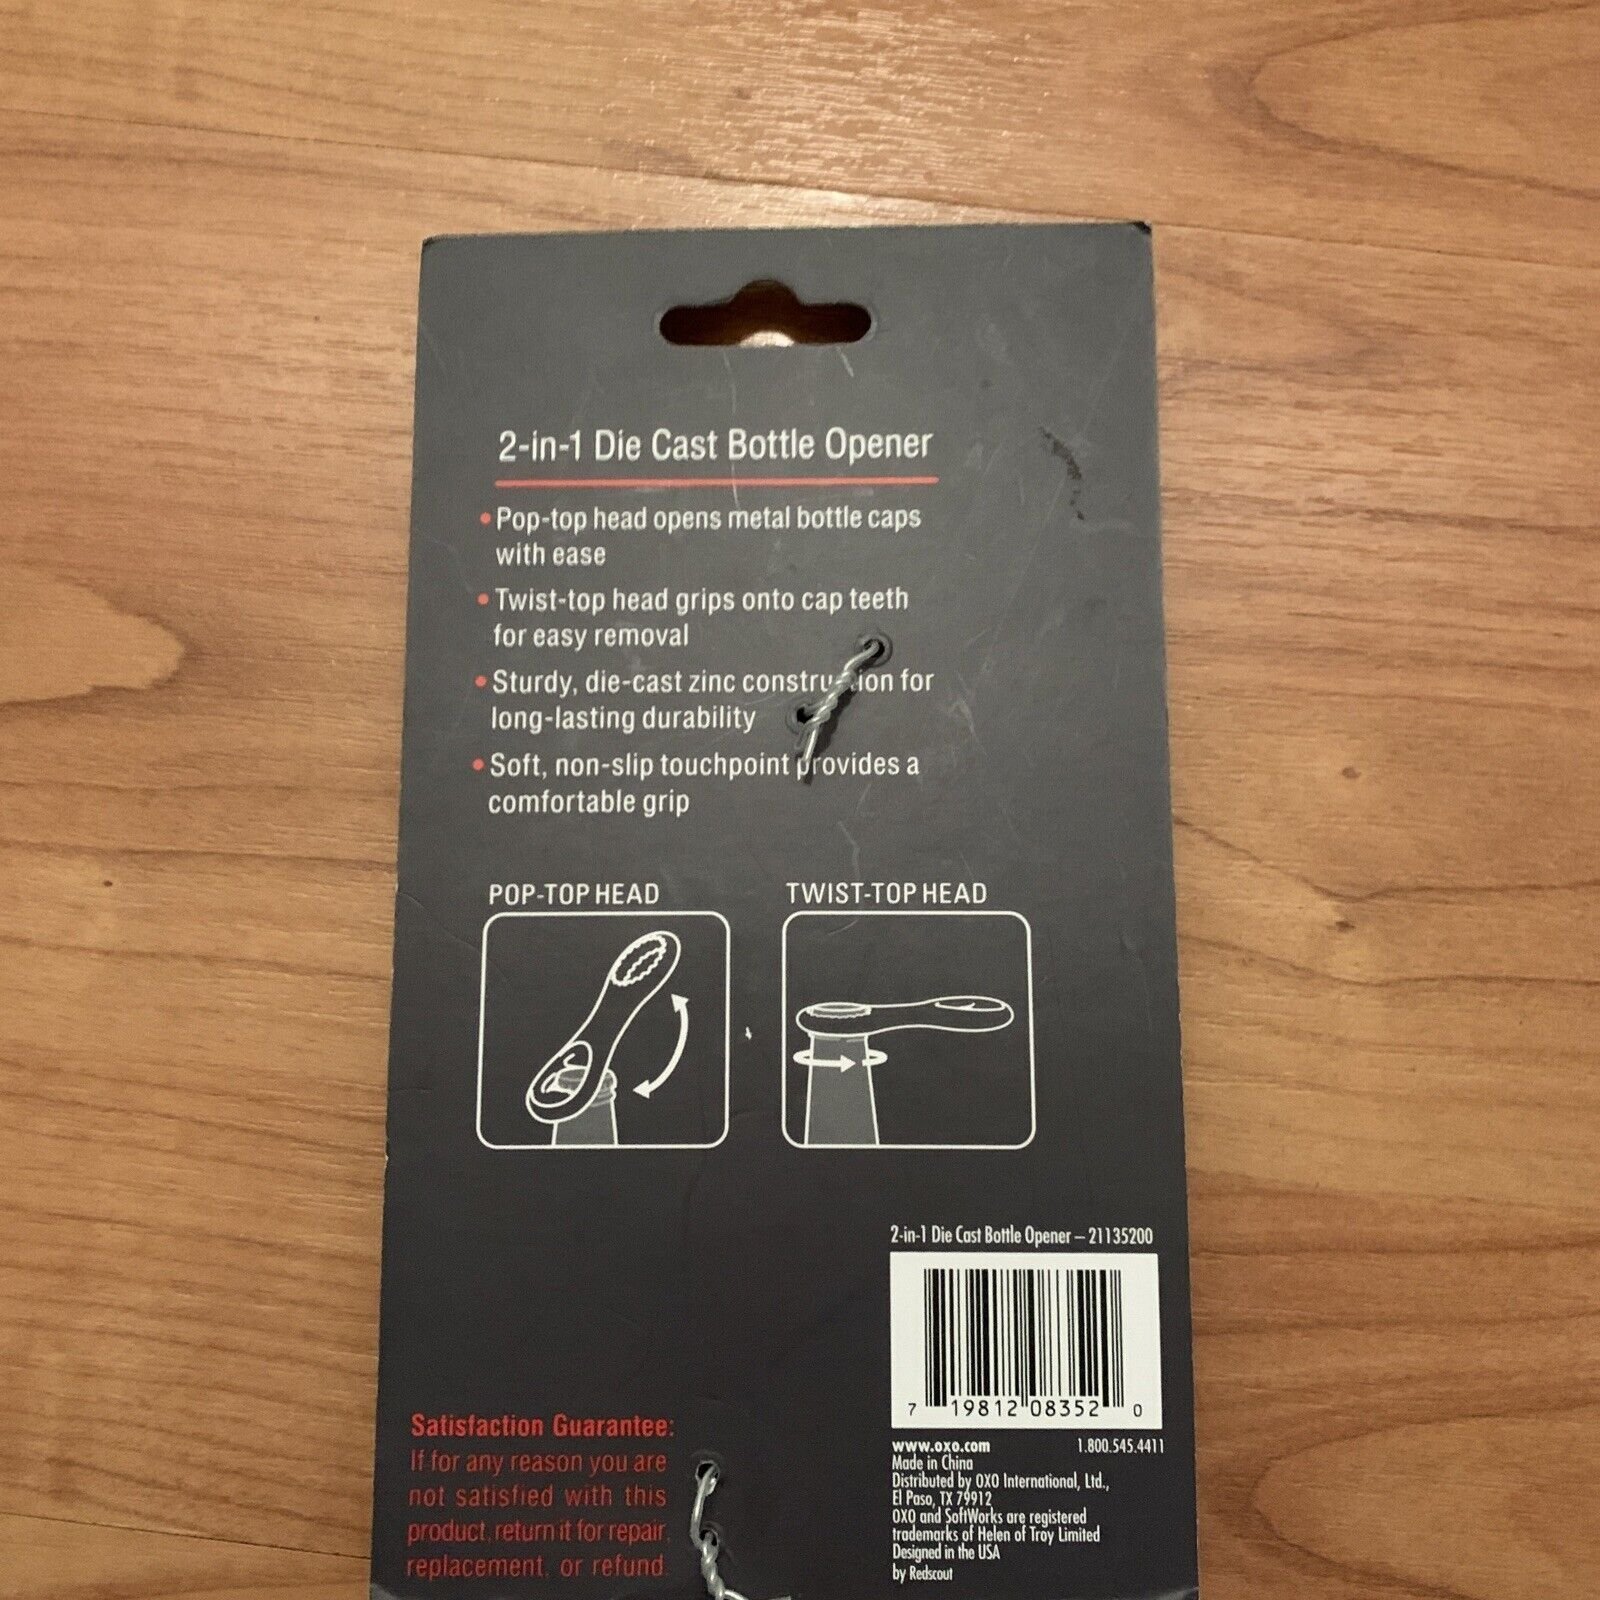 2-in-1 Die Cast Bottle Opener
• Pop-top head opens metal bottle caps
with ease
• Twist-top head grips onto cap teeth
for easy removal
• Sturdy, die-cast zinc construction for
long-lasting durability
• Soft, non-slip touchpoint provides a
comfortable grip
POP-TOP HEAD
TWIST-TOP HEAD
Satisfaction Guarantee:
If for any reason you are
not satisfied with this
product, return it for repair,
replacement, or refund.
2-in-1 Die Cast Bottle Opener – 21135200
7 19812 08352 0
www.oxo.com 1.800.545.4411
Made in China
Distributed by OXO International, Ltd.,
El Paso, TX 79912
OXO and SoftWorks are registered
trademarks of Helen of Troy Limited
Designed in the USA
by Redscout